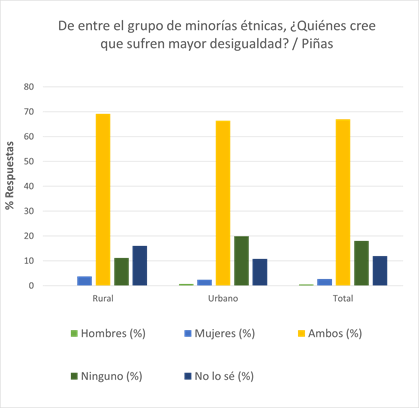 De entre el grupo de minorías étnicas, ¿Quiénes cree
que sufren mayor desigualdad? / Piñas
80
70
60
50
40
30
20
10
0
% Respuestas
Rural
Urbano
Total
Hombres (%)
Mujeres (%)
Ambos (%)
Ninguno (%)
No lo sé (%)